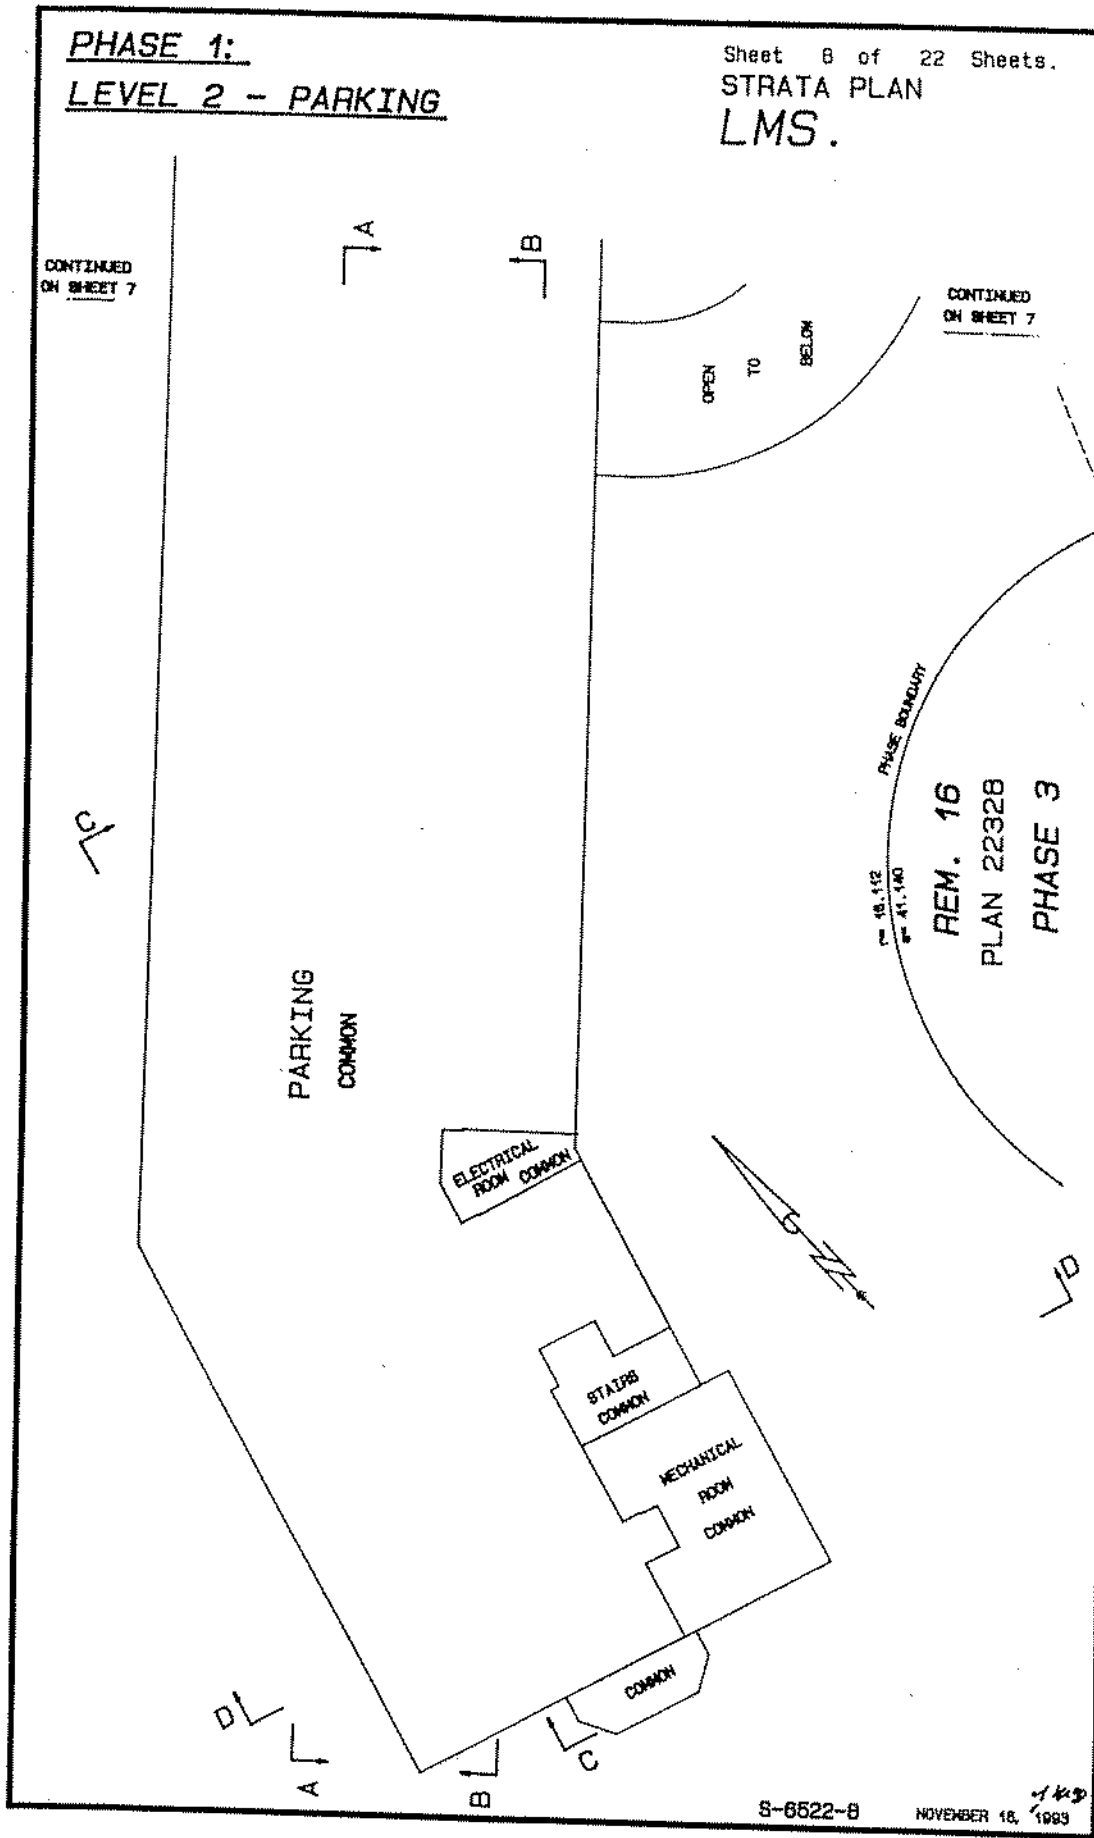 PHASE 1:
LEVEL 2 - PARKING
Sheet 8 of 22 Sheets.
STRATA PLAN
LMS.
A
B
CONTINUED
ON SHEET 7
CONTINUED
ON SHEET 7
OPEN
TO
BELOW
PHASE BOUNDARY
C
REM. 16
PLAN 22328
PHASE 3
PARKING
COMMON
ELECTRICAL
ROOM COMMON
D
STAIRS
COMMON
MECHANICAL
ROOM
COMMON
COMMON
D
A
B
C
S-6522-8
NOVEMBER 16, 1993